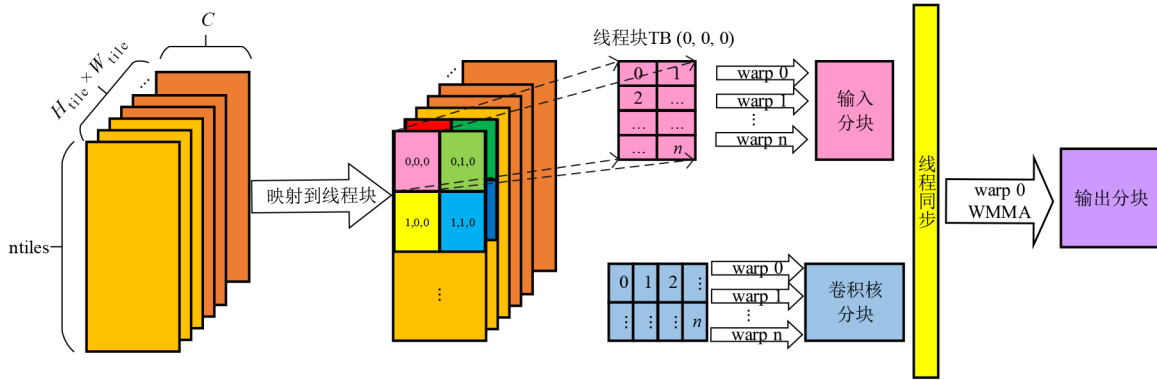 C
H tile × W tile
…
ntiles
映射到线程块
…
0,0,0
0,1,0
1,0,0
1,1,0
⋮
线程块TB (0, 0, 0)
0 1
2 …
… …
… n
warp 0
warp 1
⋮
warp n
输入
分块
0 1 2 ⋮
⋮ ⋮ ⋮ n
warp 0
warp 1
⋮
warp n
卷积核
分块
线程同步
warp 0
WMMA
输出分块